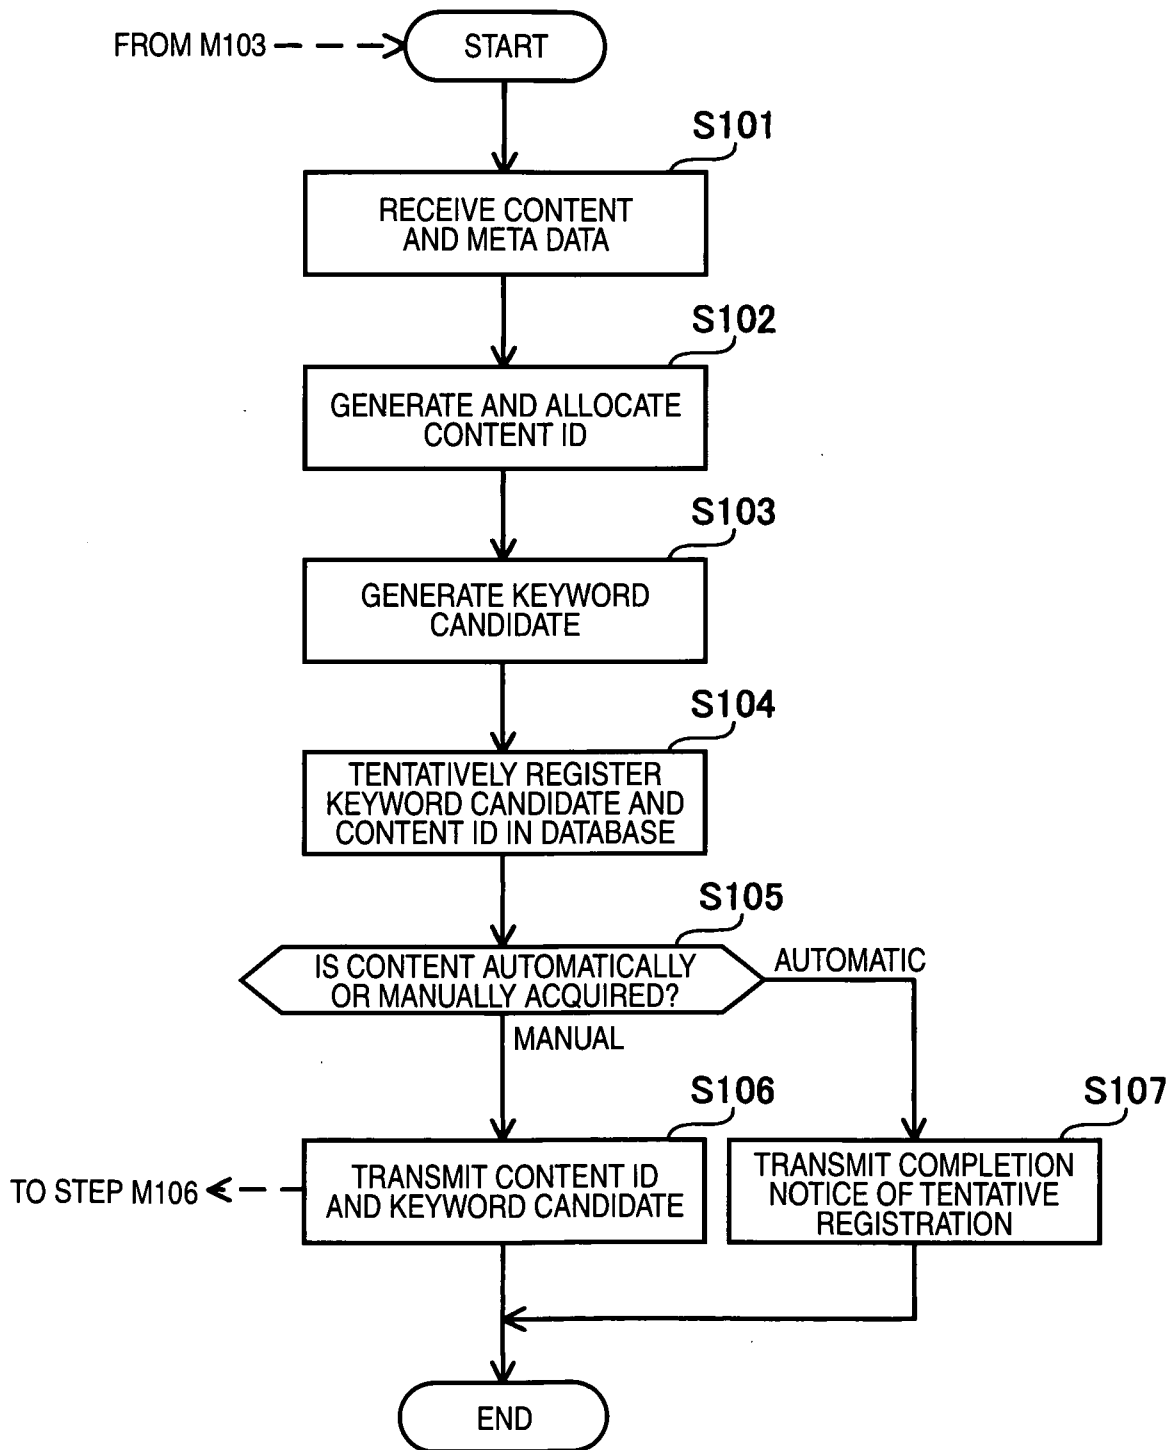 FROM M103
START
S101
RECEIVE CONTENT
AND META DATA
S102
GENERATE AND ALLOCATE
CONTENT ID
S103
GENERATE KEYWORD
CANDIDATE
S104
TENTATIVELY REGISTER
KEYWORD CANDIDATE AND
CONTENT ID IN DATABASE
S105
IS CONTENT AUTOMATICALLY
OR MANUALLY ACQUIRED?
AUTOMATIC
MANUAL
S106
TRANSMIT CONTENT ID
AND KEYWORD CANDIDATE
TO STEP M106
S107
TRANSMIT COMPLETION
NOTICE OF TENTATIVE
REGISTRATION
END